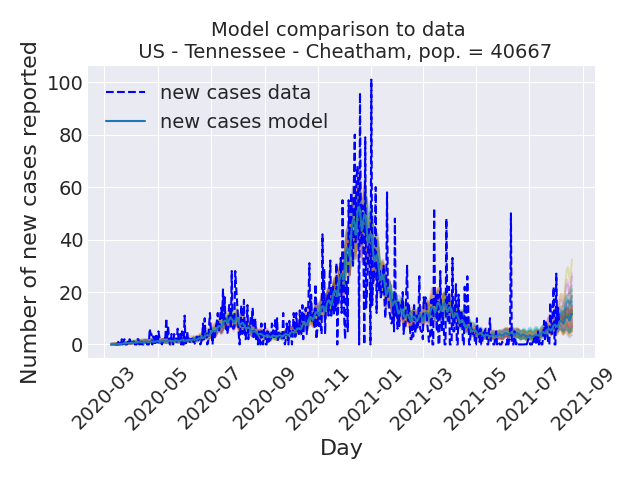 Model comparison to data
US - Tennessee - Cheatham, pop. = 40667
Number of new cases reported
100
80
60
40
20
0
new cases data
new cases model
2020-03
2020-05
2020-07
2020-09
2020-11
2021-01
2021-03
2021-05
2021-07
2021-09
Day